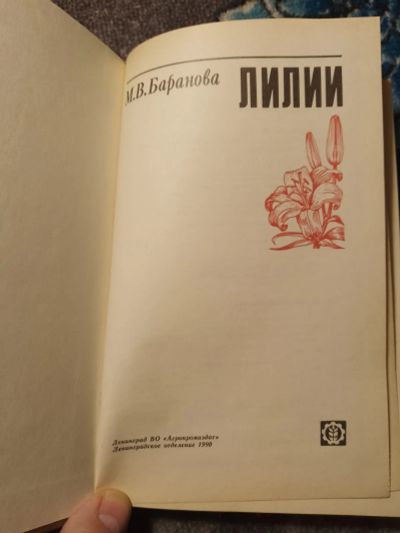 М.В.Баранова
ЛИЛИИ
Ленинград ВО «Агропромиздат»
Ленинградское отделение 1990